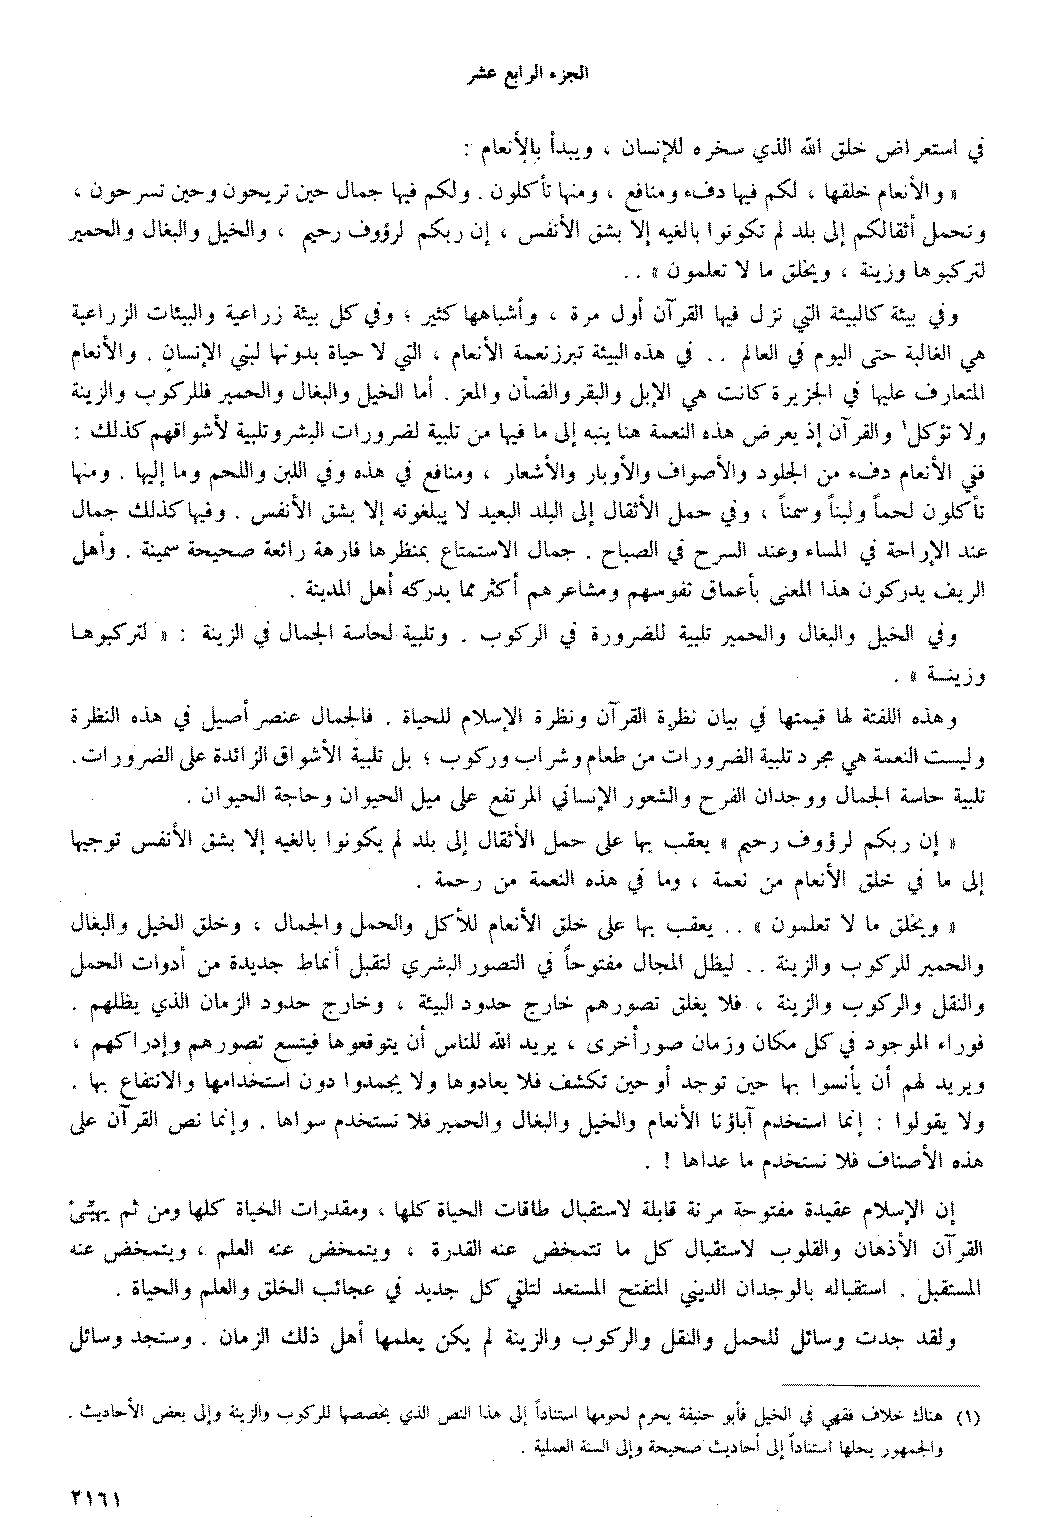 الجزء الرابع عشر
في استعراض خلق الله الذي سخره للإنسان ، ويبدأ بالأنعام :
« والأنعام خلقها ، لكم فيها دفء ومنافع ، ومنها تأكلون . ولكم فيها جمال حين تريحون وحين تسرحون ،
وتحمل أثقالكم إلى بلد لم تكونوا بالغيه إلا بشق الأنفس ، إن ربكم لرؤوف رحيم ، والخيل والبغال والحمير
لتركبوها وزينة ، ويخلق ما لا تعلمون » ..
وفي بيئة كالبيئة التي نزل فيها القرآن أول مرة ، وأشباهها كثير ؛ وفي كل بيئة زراعية والبيئات الزراعية
هي الغالبة حتى اليوم في العالم .. في هذه البيئة تبرز نعمة الأنعام ، التي لا حياة بدونها لبني الإنسان . والأنعام
المتعارف عليها في الجزيرة كانت هي الإبل والبقر والضأن والمعز . أما الخيل والبغال والحمير فللركوب والزينة
ولا تؤكل١ والقرآن إذ يعرض هذه النعمة هنا ينبه إلى ما فيها من تلبية لضرورات البشر وتلبية لأشواقهم كذلك :
ففي الأنعام دفء من الجلود والأصواف والأوبار والأشعار ، ومنافع في هذه وفي اللبن واللحم وما إليها . ومنها
تأكلون لحماً ولبناً وسمناً ، وفي حمل الأثقال إلى البلد البعيد لا يبلغونه إلا بشق الأنفس . وفيها كذلك جمال
عند الإراحة في المساء وعند السرح في الصباح . جمال الاستمتاع بمنظرها فارهة رائعة صحيحة سمينة . وأهل
الريف يدركون هذا المعنى بأعماق نفوسهم ومشاعرهم أكثر مما يدركه أهل المدينة .
وفي الخيل والبغال والحمير تلبية للضرورة في الركوب . وتلبية لحاسة الجمال في الزينة : « لتركبوها
وزينة » .
وهذه اللفتة لها قيمتها في بيان نظرة القرآن ونظرة الإسلام للحياة . فالجمال عنصر أصيل في هذه النظرة
وليست النعمة هي مجرد تلبية الضرورات من طعام وشراب وركوب ؛ بل تلبية الأشواق الزائدة على الضرورات .
تلبية حاسة الجمال ووجدان الفرح والشعور الإنساني المرتفع على ميل الحيوان وحاجة الحيوان .
« إن ربكم لرؤوف رحيم » يعقب بها على حمل الأثقال إلى بلد لم يكونوا بالغيه إلا بشق الأنفس توجيها
إلى ما في خلق الأنعام من نعمة ، وما في هذه النعمة من رحمة .
« ويخلق ما لا تعلمون » .. يعقب بها على خلق الأنعام للأكل والحمل والجمال ، وخلق الخيل والبغال
والحمير للركوب والزينة .. ليظل المجال مفتوحاً في التصور البشري لتقبل أنماط جديدة من أدوات الحمل
والنقل والركوب والزينة ، فلا يغلق تصورهم خارج حدود البيئة ، وخارج حدود الزمان الذي يظلهم .
فوراء الموجود في كل مكان وزمان صور أخرى ، يريد الله للناس أن يتوقعوها فيتسع تصورهم وإدراكهم ،
ويريد لهم أن يأنسوا بها حين توجد أو حين تكشف فلا يعادوها ولا يجمدوا دون استخدامها والانتفاع بها .
ولا يقولوا : إنما استخدم آباؤنا الأنعام والخيل والبغال والحمير فلا نستخدم سواها . وإنما نص القرآن على
هذه الأصناف فلا نستخدم ما عداها ! .
إن الإسلام عقيدة مفتوحة مرنة قابلة لاستقبال طاقات الحياة كلها ، ومقدرات الحياة كلها ومن ثم يهيّئ
القرآن الأذهان والقلوب لاستقبال كل ما تتمخض عنه القدرة ، ويتمخض عنه العلم ، ويتمخض عنه
المستقبل . استقباله بالوجدان الديني المتفتح المستعد لتلقي كل جديد في عجائب الخلق والعلم والحياة .
ولقد جدت وسائل للحمل والنقل والركوب والزينة لم يكن يعلمها أهل ذلك الزمان . وستجد وسائل
(١) هناك خلاف فقهي في الخيل فأبو حنيفة يحرم لحومها استناداً إلى هذا النص الذي يخصصها للركوب والزينة وإلى بعض الأحاديث .
والجمهور يحلها استناداً إلى أحاديث صحيحة وإلى السنة العملية .
٢١٦١